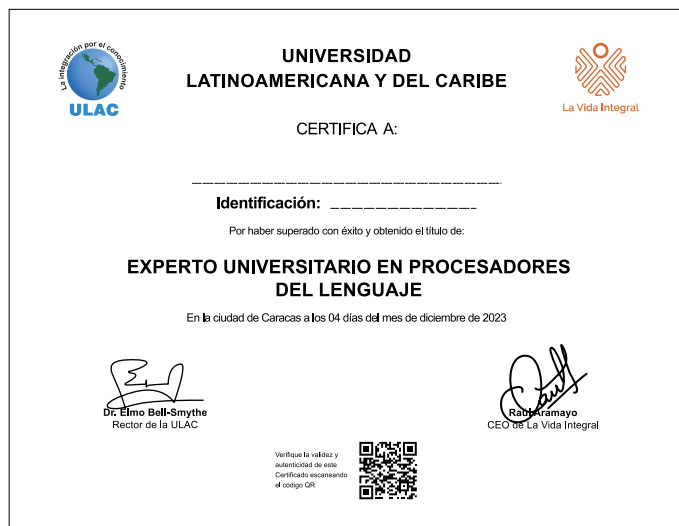 La integración por el conocimiento
ULAC
UNIVERSIDAD
LATINOAMERICANA Y DEL CARIBE
La Vida Integral
CERTIFICA A:
Identificación:
Por haber superado con éxito y obtenido el título de:
EXPERTO UNIVERSITARIO EN PROCESADORES
DEL LENGUAJE
En la ciudad de Caracas a los 04 días del mes de diciembre de 2023
Dr. Elmo Bell-Smythe
Rector de la ULAC
Raúl Aramayo
CEO de La Vida Integral
Verifique la validez y
autenticidad de este
Certificado escaneando
el código QR